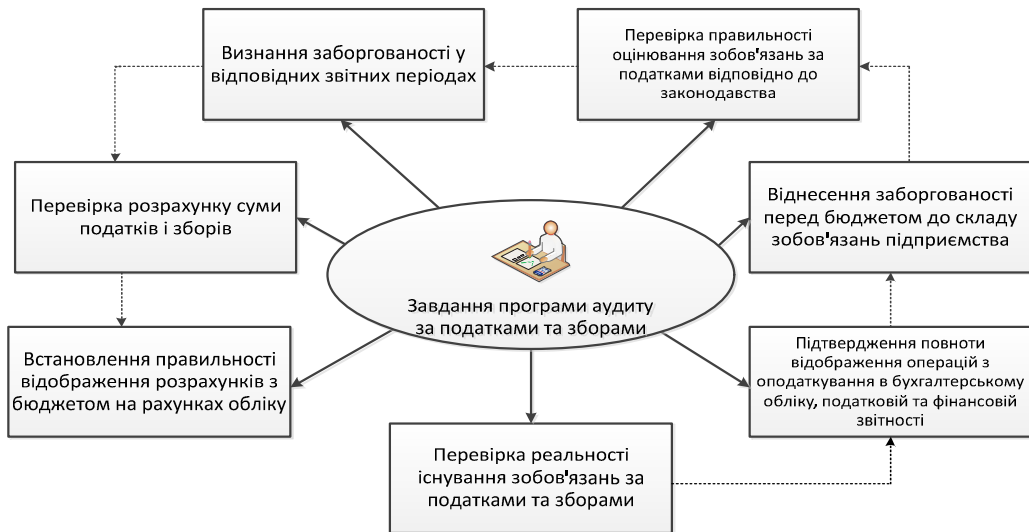 Визнання заборгованості у
відповідних звітних періодах
Перевірка правильності
оцінювання зобов'язань за
податками відповідно до
законодавства
Перевірка розрахунку суми
податків і зборів
Віднесення заборгованості
перед бюджетом до складу
зобов'язань підприємства
Завдання програми аудиту
за податками та зборами
Встановлення правильності
відображення розрахунків з
бюджетом на рахунках обліку
Підтвердження повноти
відображення операцій з
оподаткування в бухгалтерському
обліку, податковій та фінансовій
звітності
Перевірка реальності
існування зобов'язань за
податками та зборами